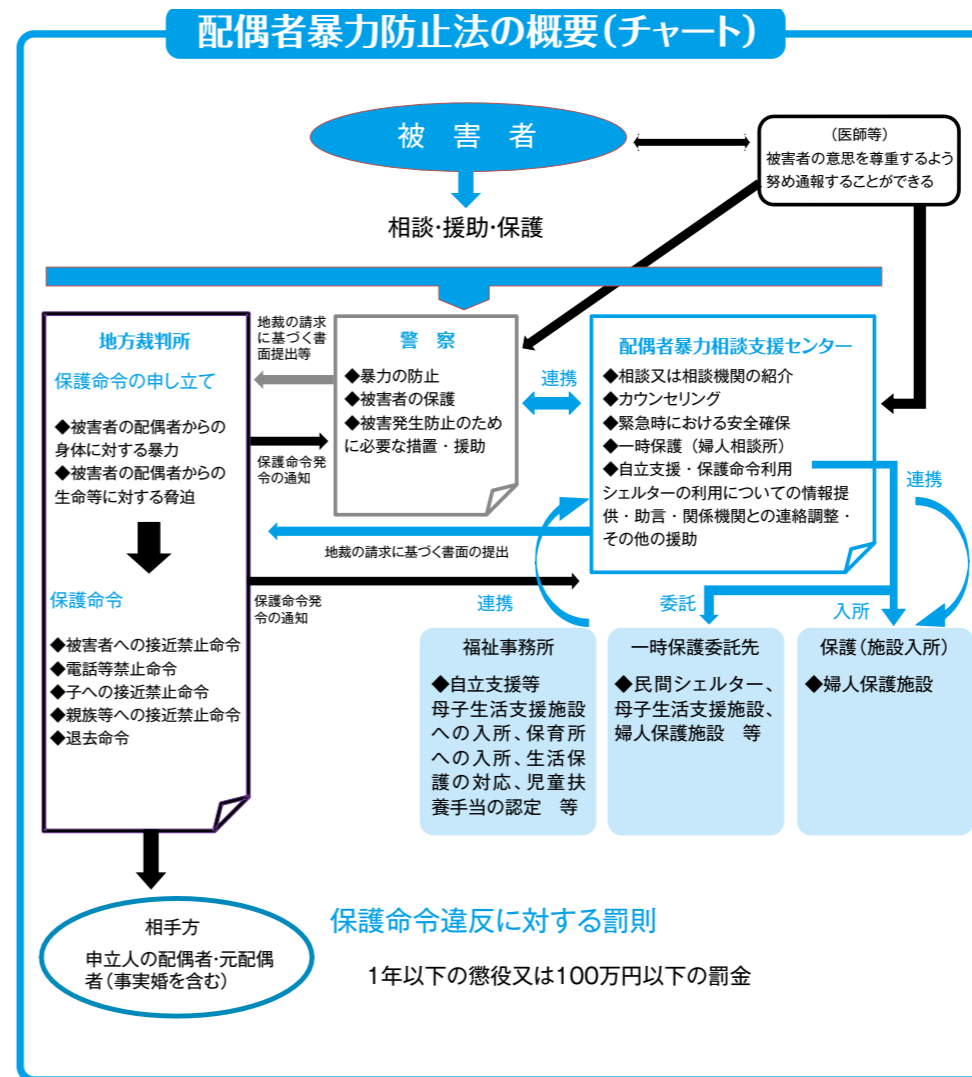 配偶者暴力防止法の概要（チャート）
被　害　者
（医師等）
被害者の意思を尊重するよう
努め通報することができる
相談・援助・保護
地方裁判所
保護命令の申し立て
◆被害者の配偶者からの
身体に対する暴力
◆被害者の配偶者からの
生命等に対する脅迫
保護命令
◆被害者への接近禁止命令
◆電話等禁止命令
◆子への接近禁止命令
◆親族等への接近禁止命令
◆退去命令
地裁の請求
に基づく書
面提出等
保護命令発
令の通知
警　察
◆暴力の防止
◆被害者の保護
◆被害発生防止のため
に必要な措置・援助
連携
配偶者暴力相談支援センター
◆相談又は相談機関の紹介
◆カウンセリング
◆緊急時における安全確保
◆一時保護（婦人相談所）
◆自立支援・保護命令利用
シェルターの利用についての情報提
供・助言・関係機関との連絡調整・
その他の援助
連携
地裁の請求に基づく書面の提出
保護命令発
令の通知
連携
委託
入所
福祉事務所
◆自立支援等
母子生活支援施設
への入所、保育所
への入所、生活保
護の対応、児童扶
養手当の認定　等
一時保護委託先
◆民間シェルター、
母子生活支援施設、
婦人保護施設　等
保護（施設入所）
◆婦人保護施設
相手方
申立人の配偶者・元配偶
者（事実婚を含む）
保護命令違反に対する罰則
1年以下の懲役又は100万円以下の罰金